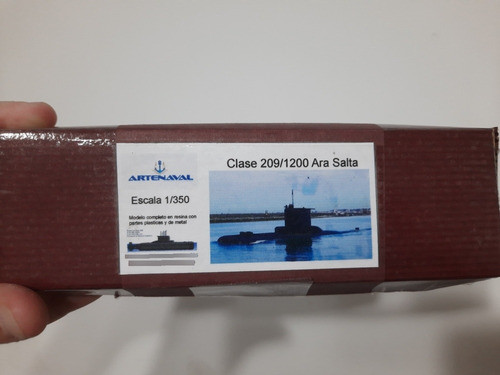 Clase 209/1200 Ara Salta
ARTENAVAL
Escala 1/350
Modelo completo en resina con
partes plasticas y de metal